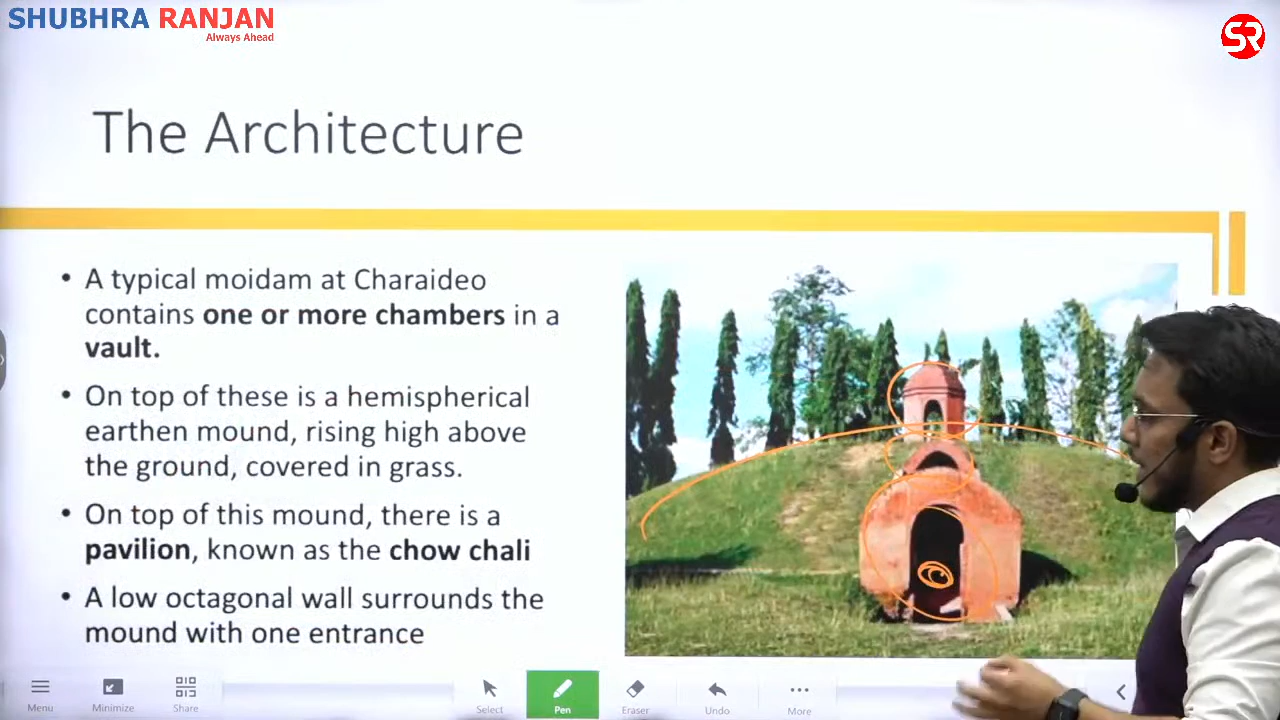 SHUBHRA RANJAN
Always Ahead
SR
The Architecture
• A typical moidam at Charaideo
contains one or more chambers in a
vault.
• On top of these is a hemispherical
earthen mound, rising high above
the ground, covered in grass.
• On top of this mound, there is a
pavilion, known as the chow chali
• A low octagonal wall surrounds the
mound with one entrance
Menu
Minimize
Share
Select
Pen
Eraser
Undo
More